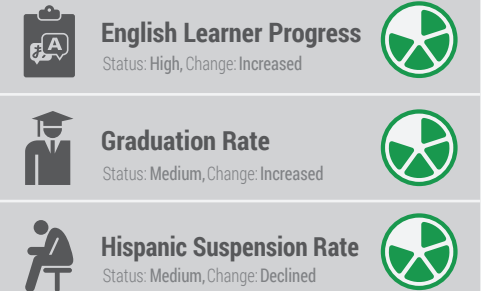 English Learner Progress
Status: High, Change: Increased
Graduation Rate
Status: Medium, Change: Increased
Hispanic Suspension Rate
Status: Medium, Change: Declined